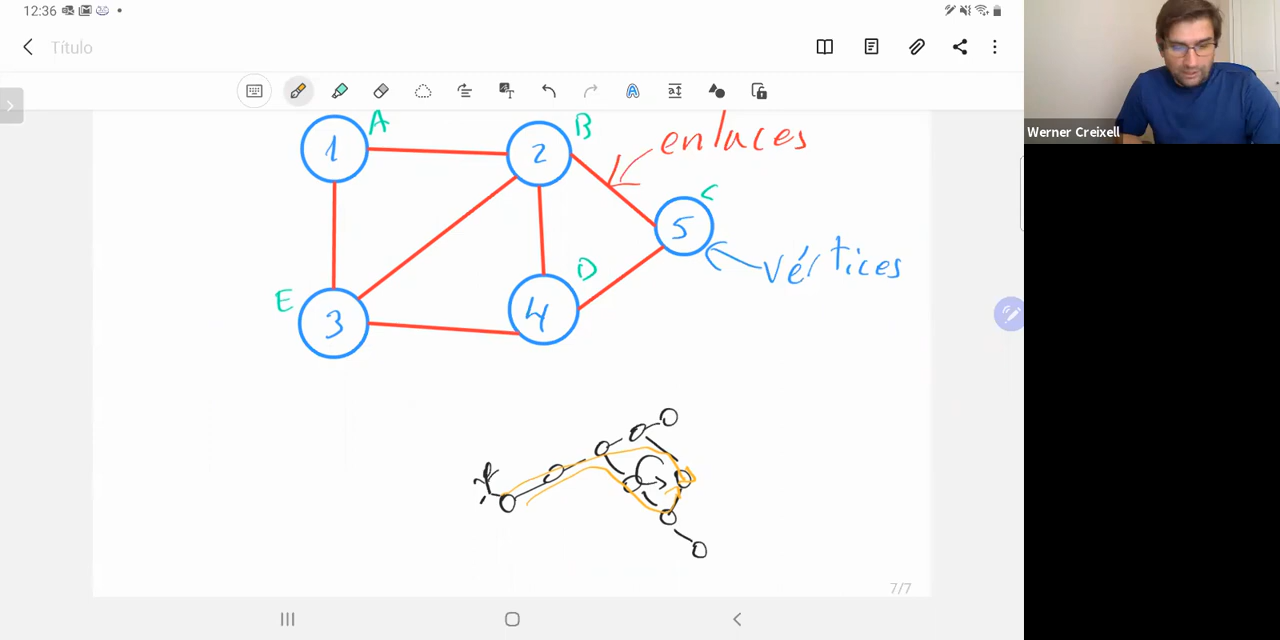 12:36
Título
Werner Creixell
A
B
1
2
enlaces
C
5
vértices
D
E
3
4
7/7